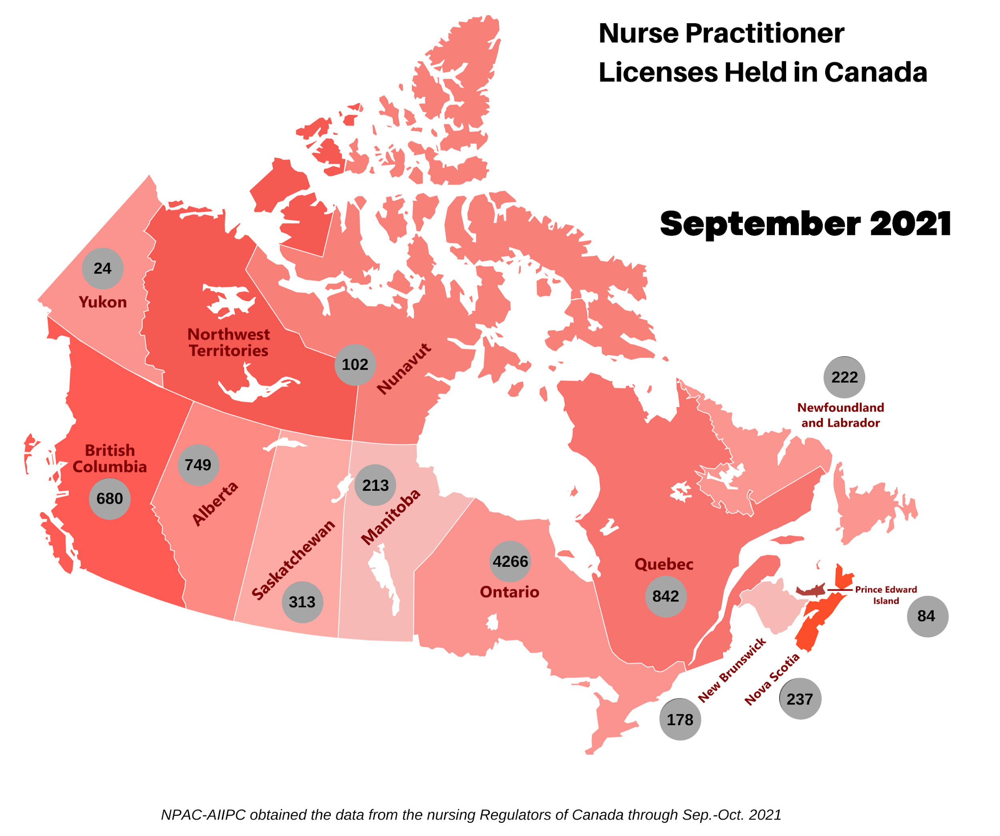 Nurse Practitioner
Licenses Held in Canada
September 2021
24
Yukon
Northwest
Territories
102
Nunavut
222
Newfoundland
and Labrador
British
Columbia
680
749
Alberta
213
Manitoba
Saskatchewan
313
4266
Ontario
Quebec
842
Prince Edward
Island
84
New Brunswick
178
Nova Scotia
237
NPAC-AIIPC obtained the data from the nursing Regulators of Canada through Sep.-Oct. 2021